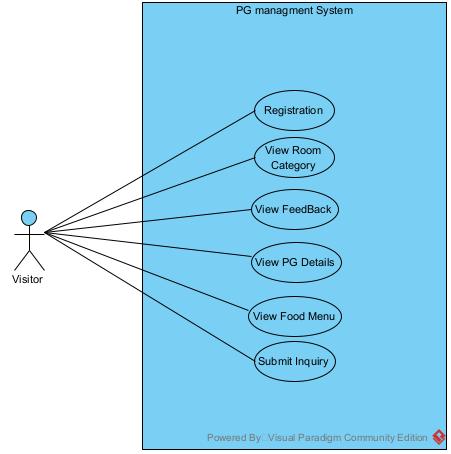 PG managment System
Registration
View Room
Category
View FeedBack
View PG Details
Visitor
View Food Menu
Submit Inquiry
Powered By: Visual Paradigm Community Edition